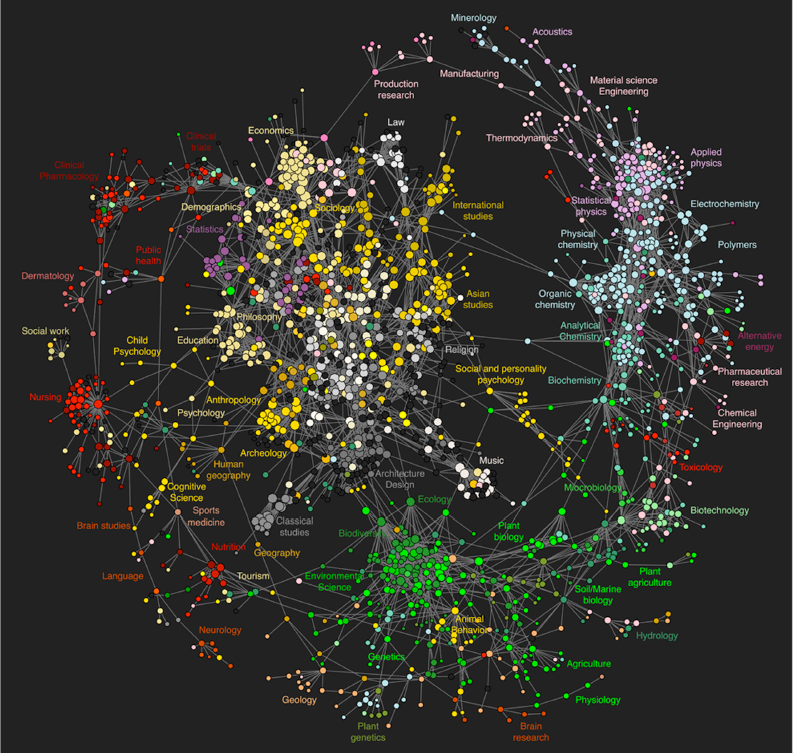 Minerology
Acoustics
Production
research
Manufacturing
Material science
Engineering
Law
Economics
Clinical
trials
Thermodynamics
Clinical
Pharmacology
Applied
physics
Demographics
Sociology
International
studies
Statistical
physics
Electrochemistry
Statistics
Physical
chemistry
Polymers
Public
health
Dermatology
Asian
studies
Organic
chemistry
Philosophy
Social work
Child
Psychology
Education
Religion
Analytical
Chemistry
Alternative
energy
Social and personality
psychology
Biochemistry
Pharmaceutical
research
Nursing
Anthropology
Psychology
Chemical
Engineering
Archeology
Human
geography
Music
Toxicology
Architecture
Design
Cognitive
Science
Microbiology
Ecology
Sports
medicine
Biotechnology
Brain studies
Classical
studies
Biodiversity
Plant
biology
Nutrition
Geography
Language
Tourism
Environmental
Science
Plant
agriculture
Soil/Marine
biology
Animal
Behavior
Neurology
Hydrology
Genetics
Agriculture
Geology
Physiology
Plant
genetics
Brain
research